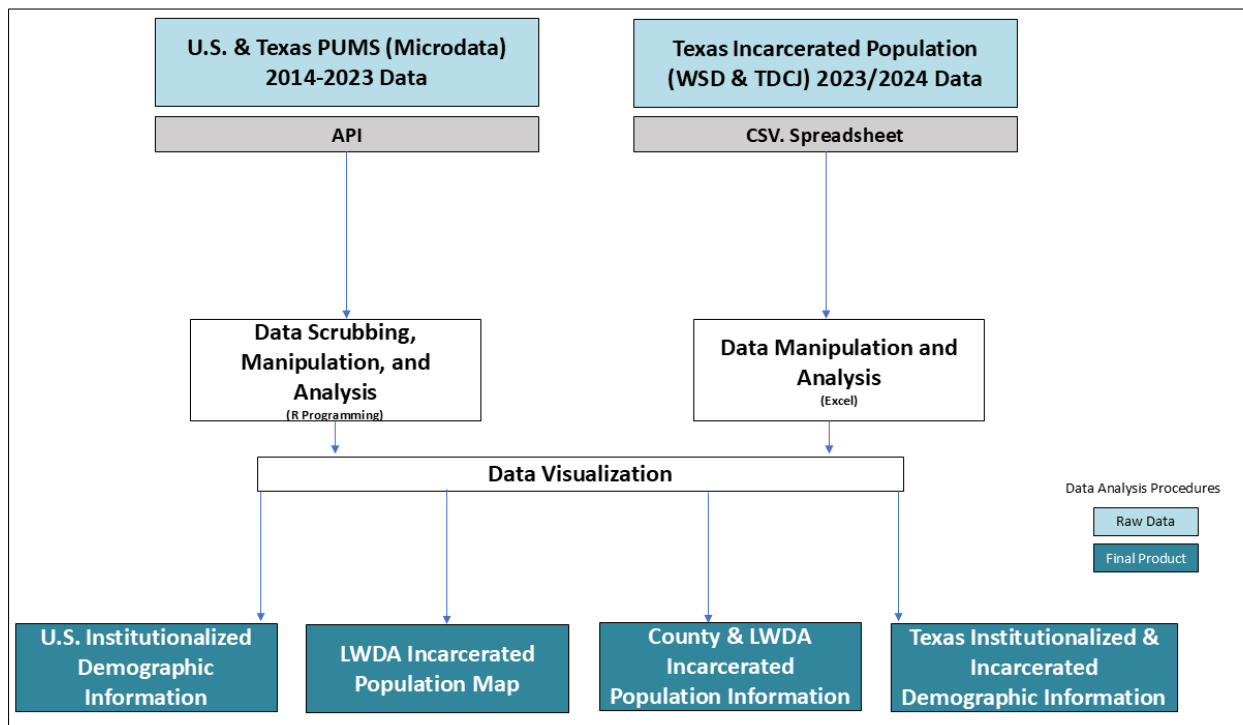 U.S. & Texas PUMS (Microdata)
2014-2023 Data
API
Texas Incarcerated Population
(WSD & TDCJ) 2023/2024 Data
CSV. Spreadsheet
Data Scrubbing,
Manipulation, and
Analysis
(R Programming)
Data Manipulation and
Analysis
(Excel)
Data Visualization
Data Analysis Procedures
Raw Data
Final Product
U.S. Institutionalized
Demographic
Information
LWDA Incarcerated
Population Map
County & LWDA
Incarcerated
Population Information
Texas Institutionalized &
Incarcerated
Demographic Information